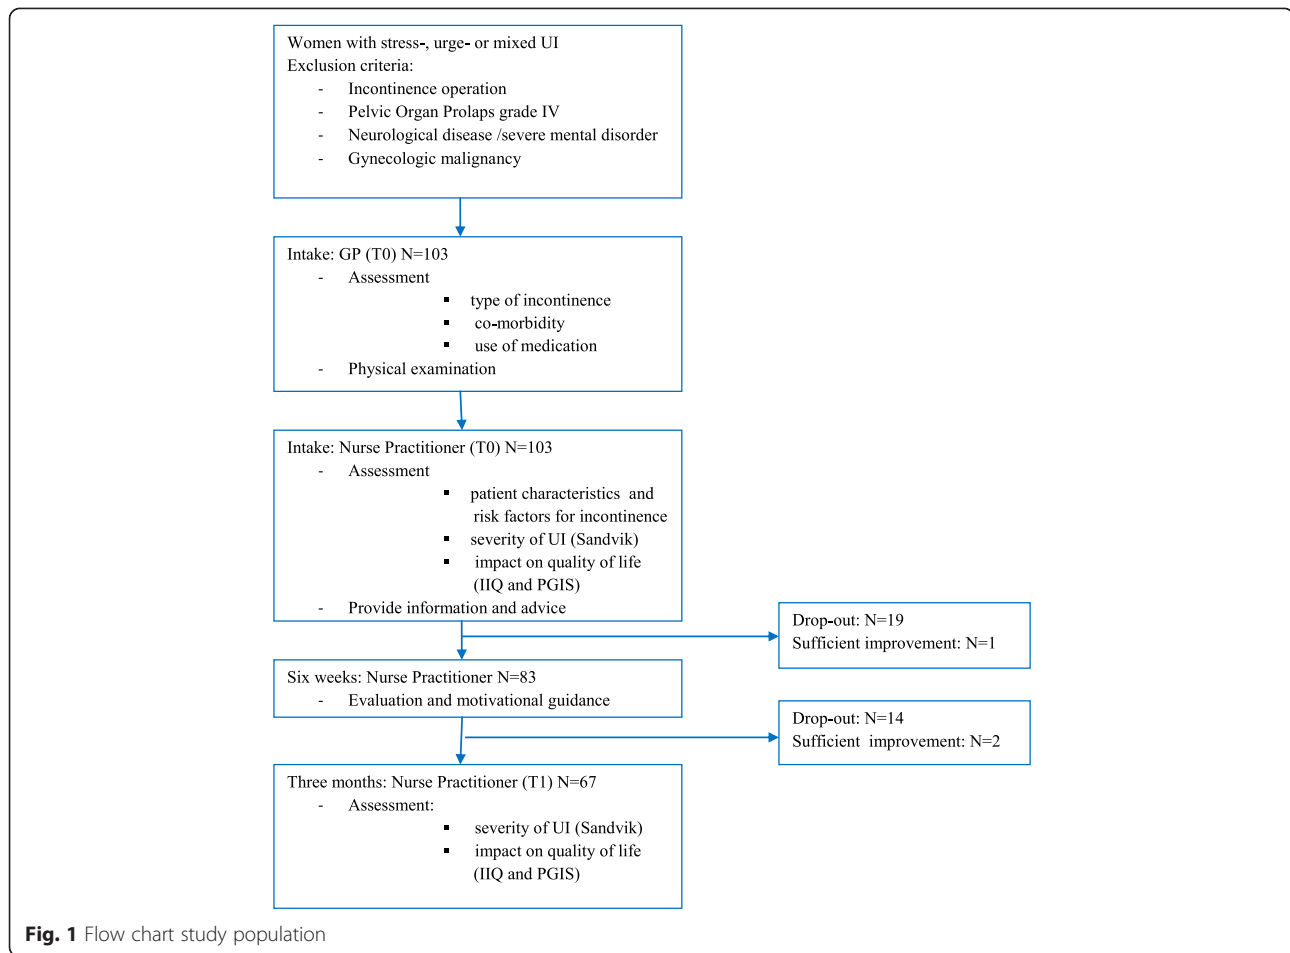 Women with stress-, urge- or mixed UI
Exclusion criteria:
- Incontinence operation
- Pelvic Organ Prolaps grade IV
- Neurological disease /severe mental disorder
- Gynecologic malignancy
Intake: GP (T0) N=103
- Assessment
▪ type of incontinence
▪ co-morbidity
▪ use of medication
- Physical examination
Intake: Nurse Practitioner (T0) N=103
- Assessment
▪ patient characteristics and
risk factors for incontinence
▪ severity of UI (Sandvik)
▪ impact on quality of life
(IIQ and PGIS)
- Provide information and advice
Drop-out: N=19
Sufficient improvement: N=1
Six weeks: Nurse Practitioner N=83
- Evaluation and motivational guidance
Drop-out: N=14
Sufficient improvement: N=2
Three months: Nurse Practitioner (T1) N=67
- Assessment:
▪ severity of UI (Sandvik)
▪ impact on quality of life
(IIQ and PGIS)
Fig. 1 Flow chart study population